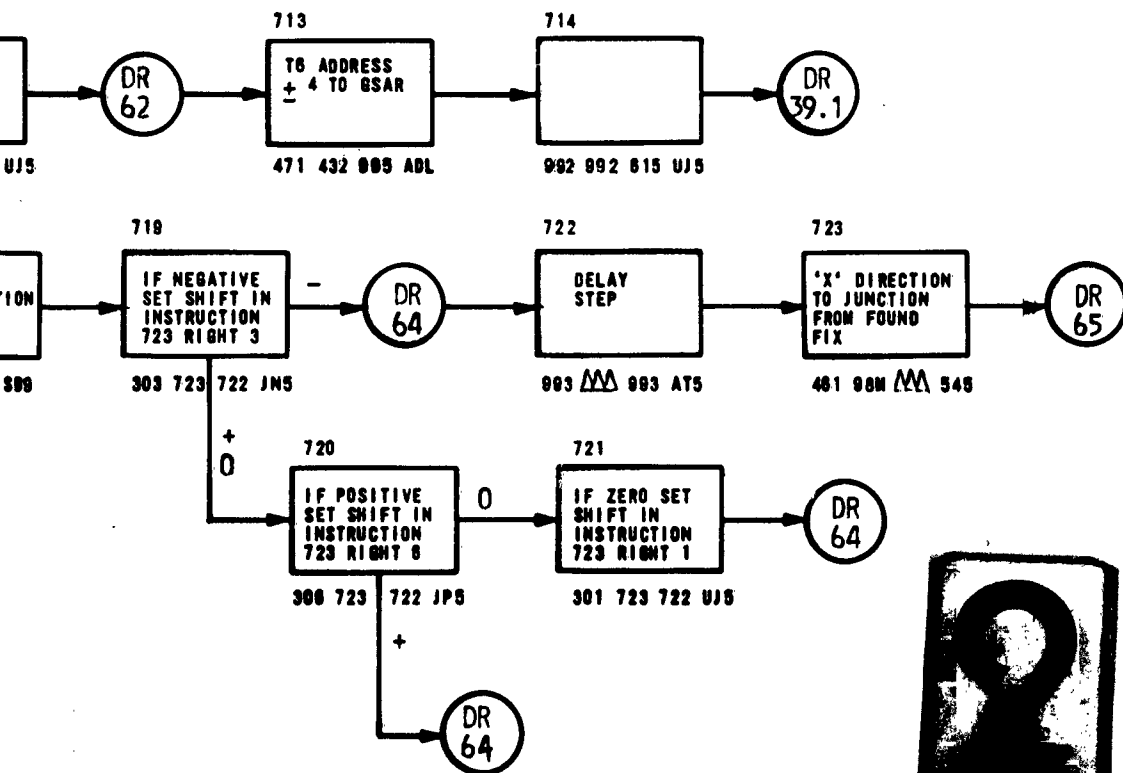 713
714
DR
62
T6 ADDRESS
± 4 TO GSAR
DR
39.1
UJ5
471 432 995 ADL
992 992 615 UJ5
719
722
723
TION
IF NEGATIVE
SET SHIFT IN
INSTRUCTION
723 RIGHT 3
-
DR
64
DELAY
STEP
'X' DIRECTION
TO JUNCTION
FROM FOUND
FIX
DR
65
S99
303 723 722 JN5
993 993 AT5
461 98M 545
+
0
720
721
IF POSITIVE
SET SHIFT IN
INSTRUCTION
723 RIGHT 6
0
IF ZERO SET
SHIFT IN
INSTRUCTION
723 RIGHT 1
DR
64
306 723 722 JP5
301 723 722 UJ5
+
DR
64